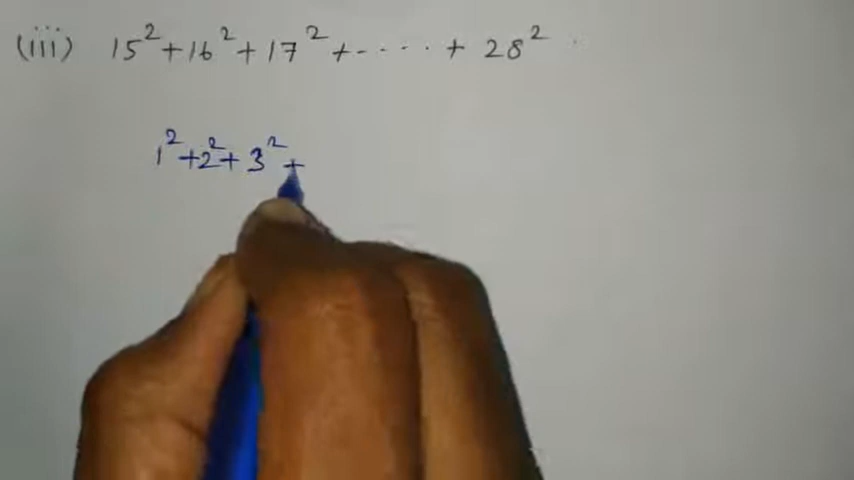 (iii) 15² + 16² + 17² + - · · · · + 28²
1² + 2² + 3² +